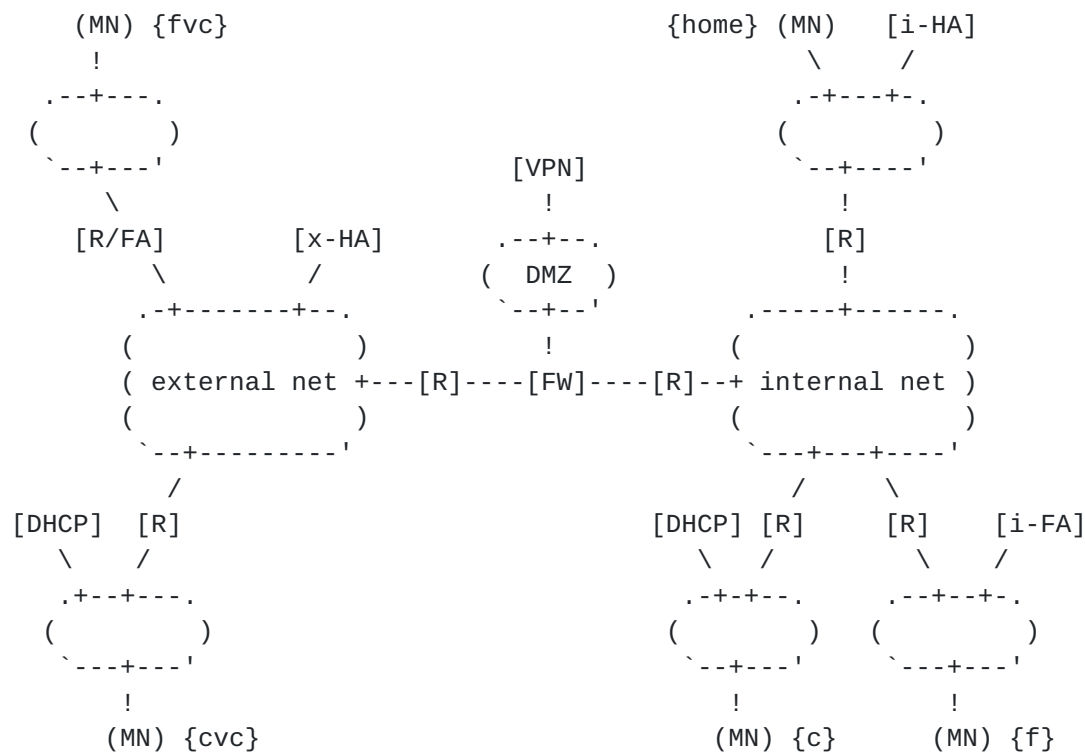 (MN) {fvc} {home} (MN) [i-HA]
[VPN]
[R/FA] [x-HA] [R]
DMZ
external net [R] [FW] [R] internal net
[DHCP] [R] [DHCP] [R] [R] [i-FA]
(MN) {cvc} (MN) {c} (MN) {f}